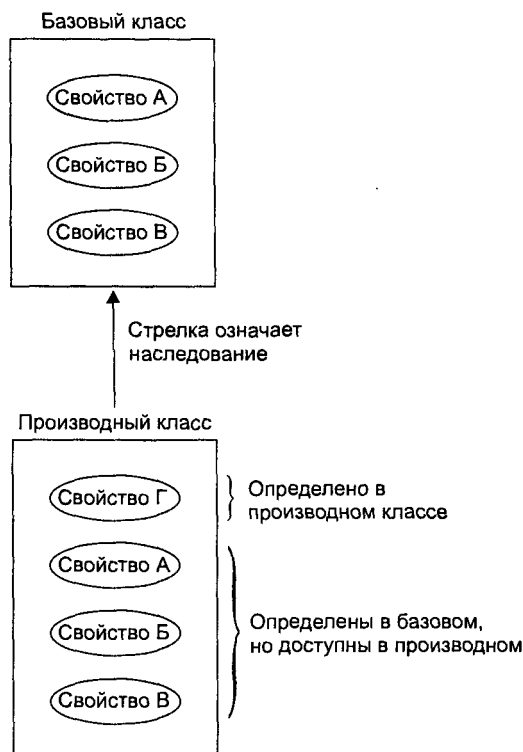 Базовый класс
Свойство А
Свойство Б
Свойство В
Стрелка означает
наследование
Производный класс
Свойство Г
Определено в
производном классе
Свойство А
Свойство Б
Свойство В
Определены в базовом,
но доступны в производном